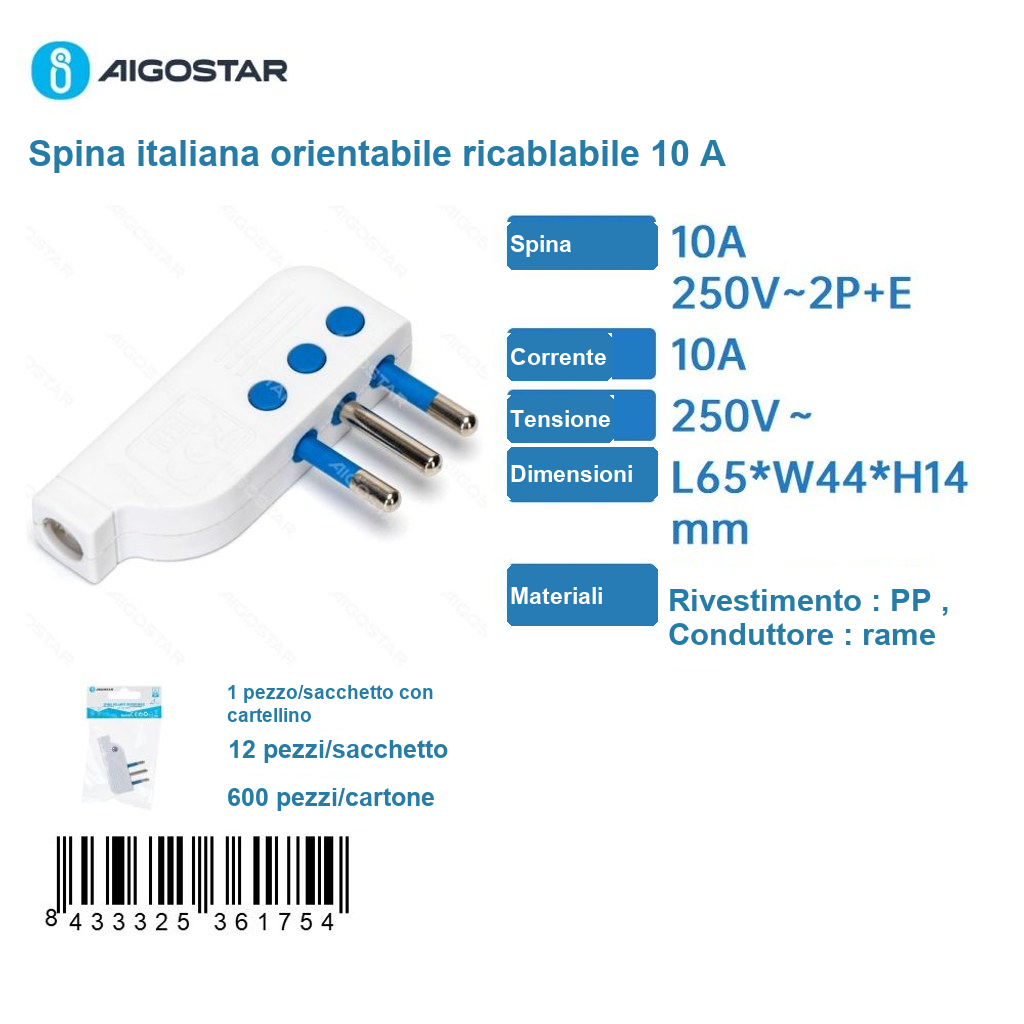 AIGOSTAR
Spina italiana orientabile ricablabile 10 A
Spina
10A
250V~2P+E
Corrente
10A
Tensione
250V~
Dimensioni
L65*W44*H14
mm
Materiali
Rivestimento : PP ,
Conduttore : rame
AIGOSTAR
1 pezzo/sacchetto con
cartellino
12 pezzi/sacchetto
600 pezzi/cartone
8 433325 361754